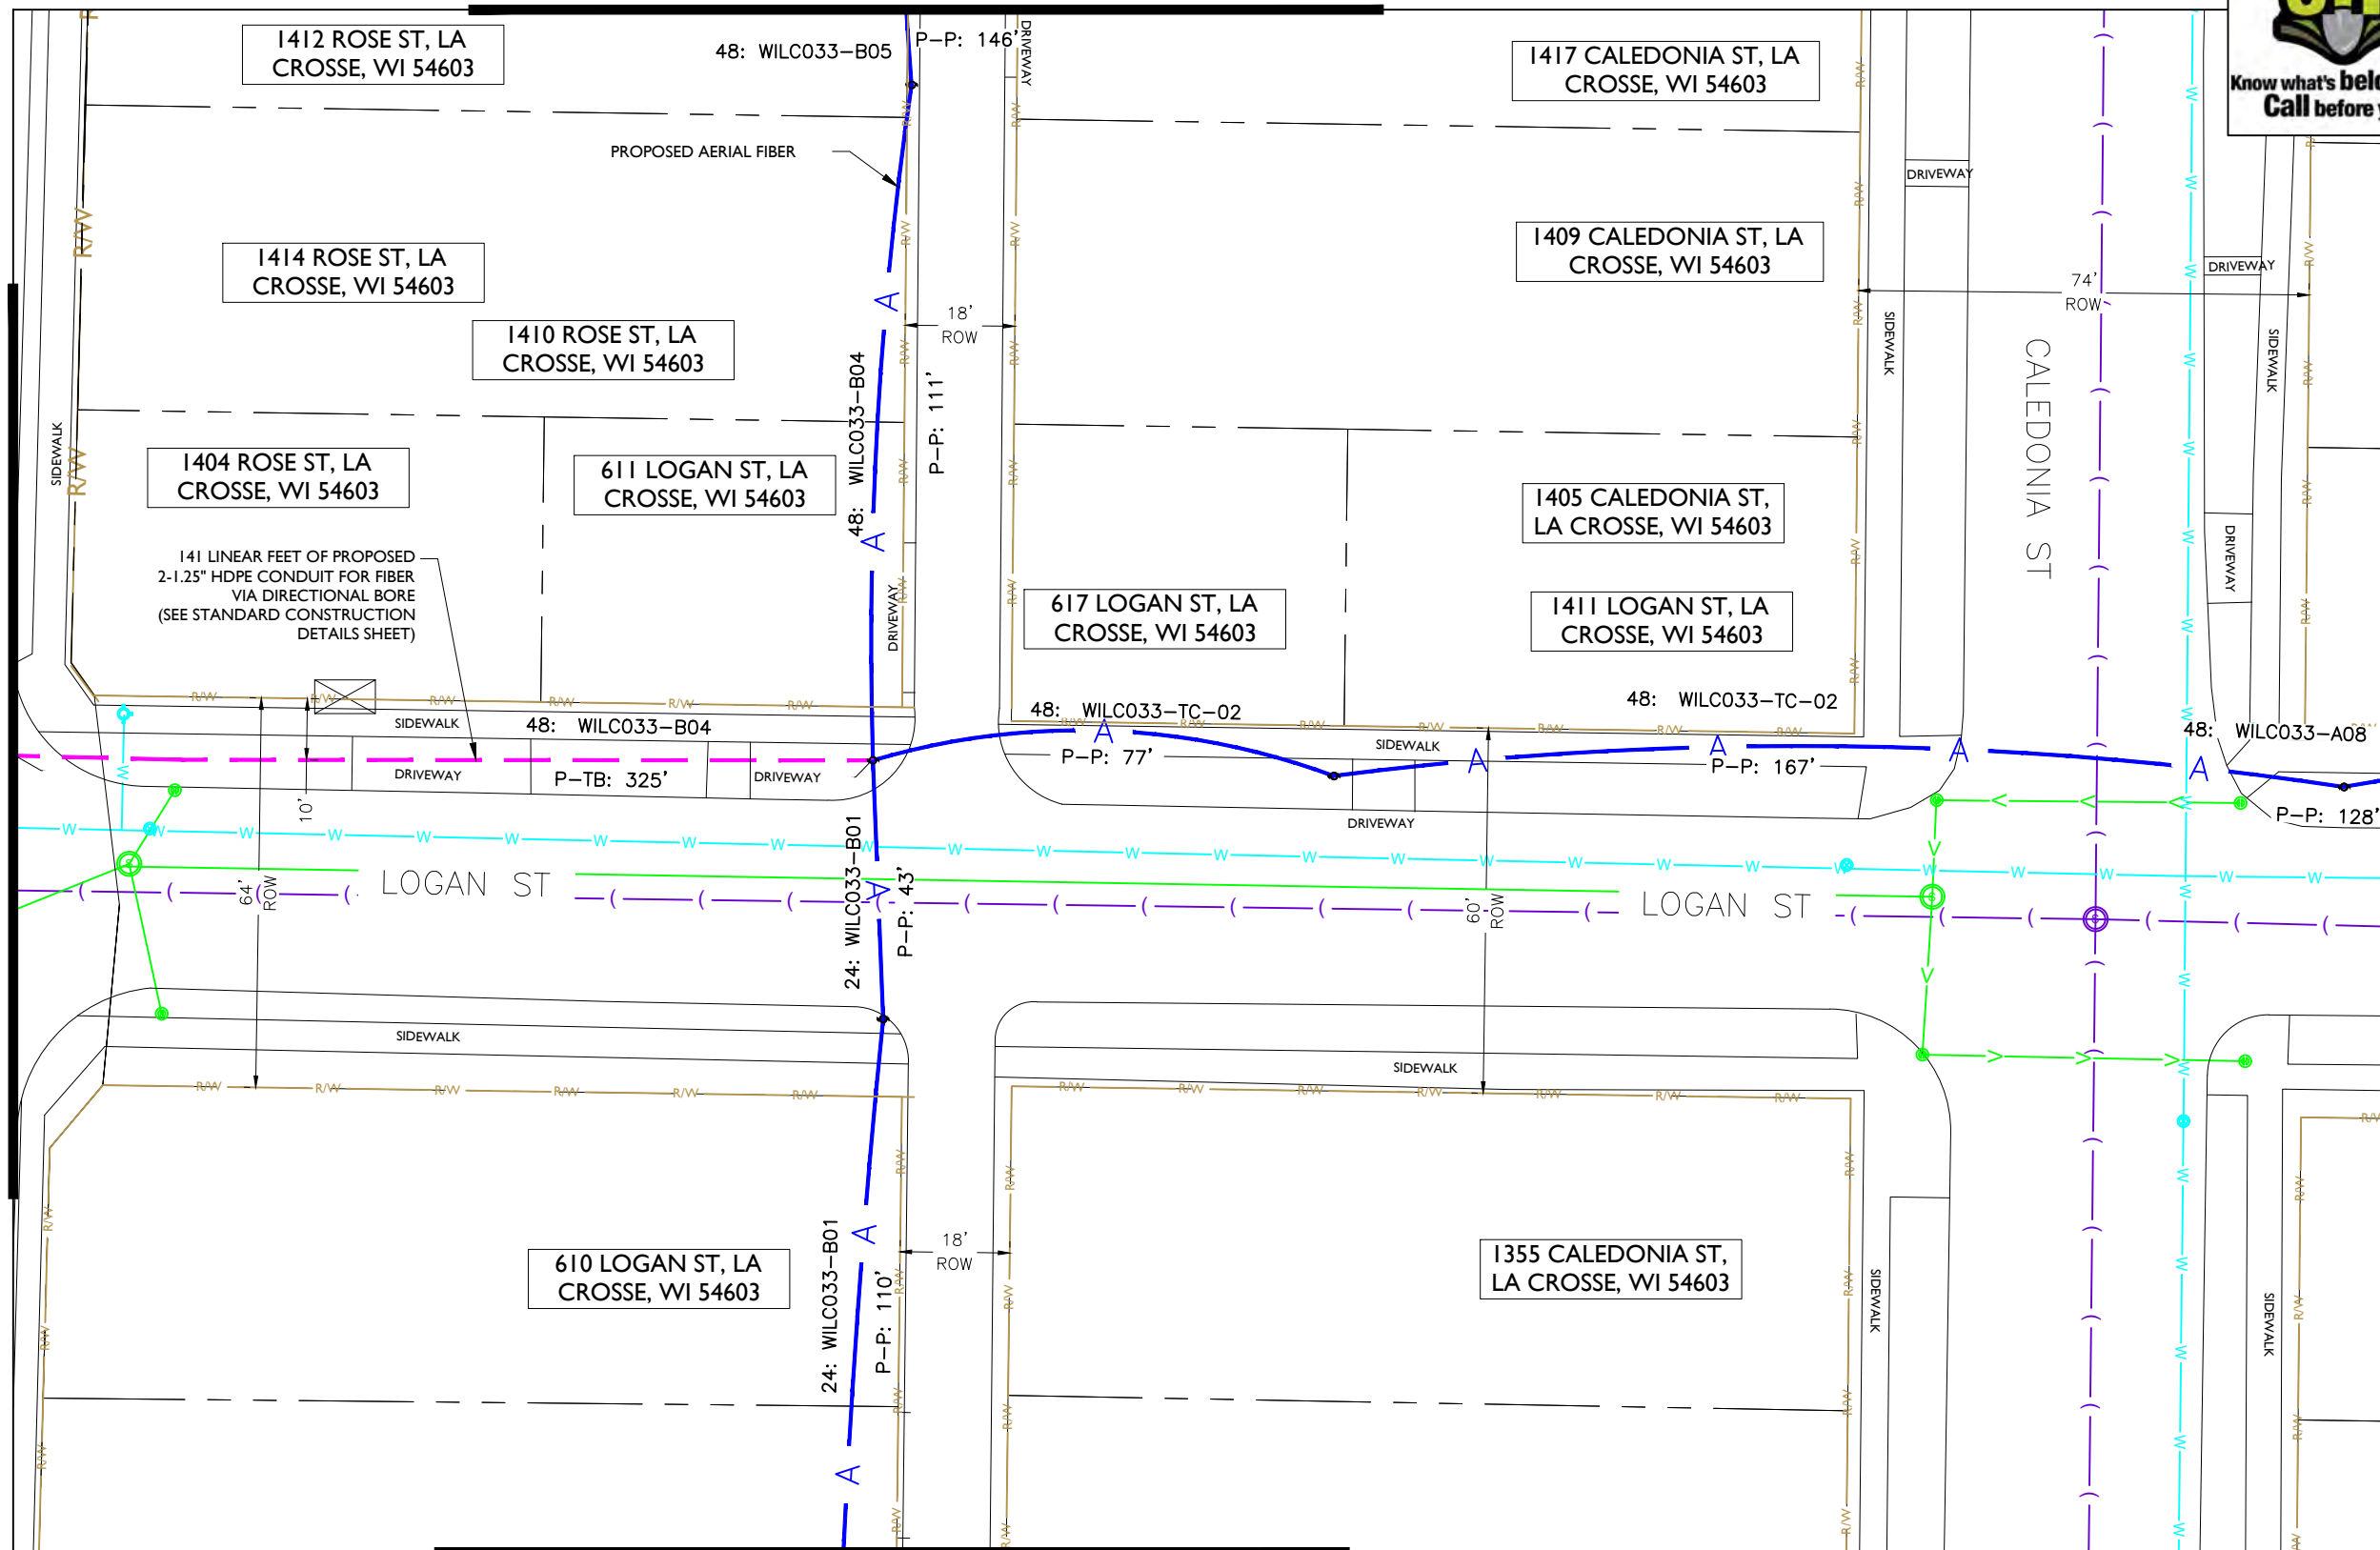 1412 ROSE ST, LA
CROSSE, WI 54603
48: WILC033-B05
P-P: 146'
DRIVEWAY
1417 CALEDONIA ST, LA
CROSSE, WI 54603
Know what's
Call before
PROPOSED AERIAL FIBER
R/W
DRIVEWAY
1414 ROSE ST, LA
CROSSE, WI 54603
1409 CALEDONIA ST, LA
CROSSE, WI 54603
DRIVEWAY
74'
ROW
18'
ROW
1410 ROSE ST, LA
CROSSE, WI 54603
SIDEWALK
SIDEWALK
CALEDONIA ST
48: WILC033-B04
P-P: 111'
A
SIDEWALK
R/W
1404 ROSE ST, LA
CROSSE, WI 54603
611 LOGAN ST, LA
CROSSE, WI 54603
1405 CALEDONIA ST,
LA CROSSE, WI 54603
DRIVEWAY
A
141 LINEAR FEET OF PROPOSED
2-1.25" HDPE CONDUIT FOR FIBER
VIA DIRECTIONAL BORE
(SEE STANDARD CONSTRUCTION
DETAILS SHEET)
DRIVEWAY
617 LOGAN ST, LA
CROSSE, WI 54603
1411 LOGAN ST, LA
CROSSE, WI 54603
48: WILC033-TC-02
48: WILC033-TC-02
SIDEWALK
48: WILC033-B04
A
SIDEWALK
A
A
A
A
48: WILC033-A08
P-P: 77'
P-P: 167'
DRIVEWAY
P-TB: 325'
DRIVEWAY
10'
DRIVEWAY
P-P: 128'
W
LOGAN ST
64'
ROW
24: WILC033-B01
A
P-P: 43'
60'
ROW
LOGAN ST
SIDEWALK
SIDEWALK
R/W
610 LOGAN ST, LA
CROSSE, WI 54603
24: WILC033-B01
A
P-P: 110'
18'
ROW
1355 CALEDONIA ST,
LA CROSSE, WI 54603
SIDEWALK
SIDEWALK
A